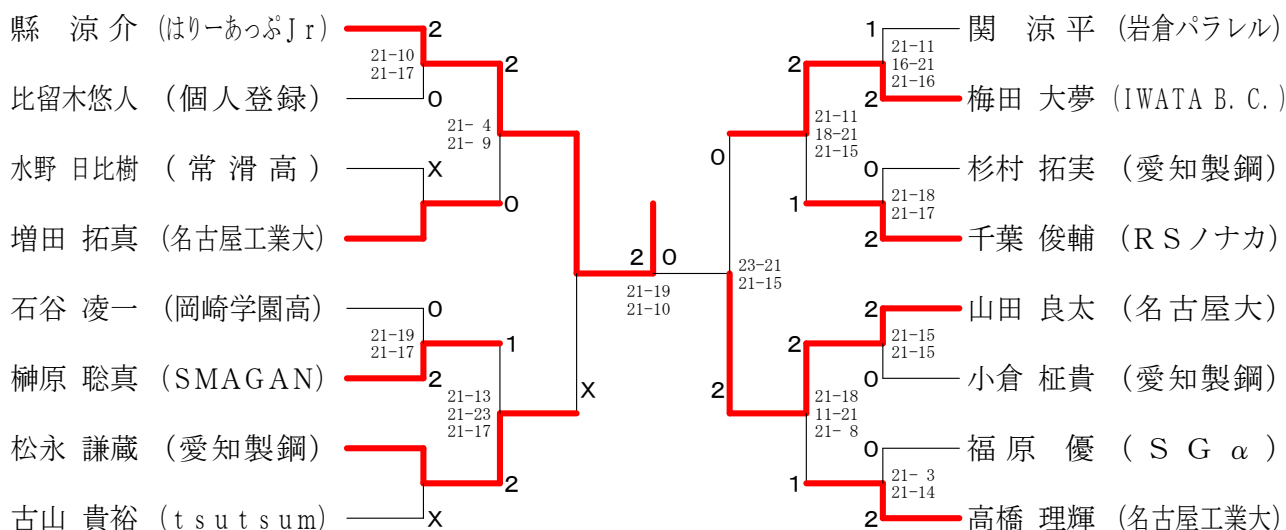 縣 涼介 (はりーあっぷJr)
2
21-10
21-17
2
比留木悠人 (個人登録)
0
21- 4
21- 9
水野 日比樹 (常滑高)
X
0
増田 拓真 (名古屋工業大)
石谷 凌一 (岡崎学園高)
0
21-19
21-17
1
榊原 聡真 (SMAGAN)
2
21-13
21-23
21-17
X
松永 謙蔵 (愛知製鋼)
2
古山 貴裕 (tsutsum)
X
2 0
21-19
21-10
1
関 涼平 (岩倉パラレル)
21-11
16-21
21-16
2
2
梅田 大夢 (IWATA B.C.)
21-11
18-21
21-15
0
0
杉村 拓実 (愛知製鋼)
21-18
21-17
1
2
千葉 俊輔 (RSノナカ)
23-21
21-15
2
山田 良太 (名古屋大)
21-15
21-15
2
0
小倉 柾貴 (愛知製鋼)
2
21-18
11-21
21- 8
0
福原 優 (SGα)
21- 3
21-14
1
2
高橋 理輝 (名古屋工業大)